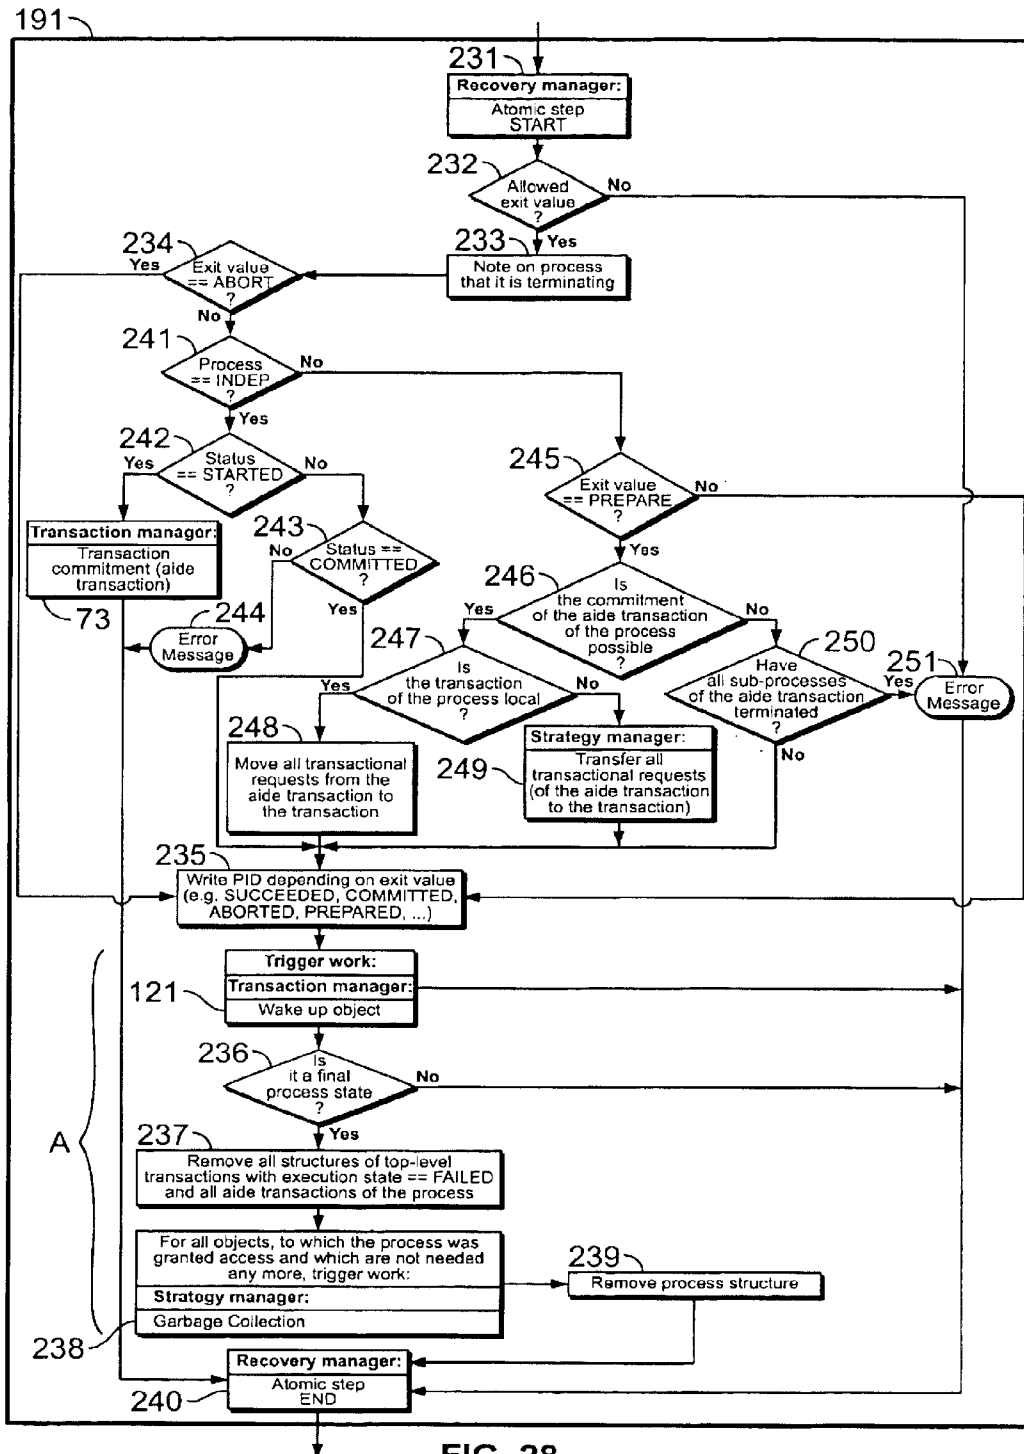 191
231
Recovery manager:
Atomic step
START
232
Allowed
exit value
?
No
Yes
233
Note on process
that it is terminating
234
Yes
Exit value
== ABORT
?
No
241
Process
== INDEP
?
No
Yes
242
Yes
Status
== STARTED
?
No
245
Exit value
== PREPARE
?
No
Yes
Transaction manager:
Transaction
commitment (aide
transaction)
73
243
No
Status ==
COMMITTED
?
Yes
244
Error
Message
246
Yes
Is
the commitment
of the aide transaction
of the process
possible
?
No
247
Yes
Is
the transaction
of the process local
?
No
250
Have
all sub-processes
of the aide transaction
terminated
?
Yes
No
251
Error
Message
248
Move all transactional
requests from the
aide transaction to
the transaction
249
Strategy manager:
Transfer all
transactional requests
(of the aide transaction
to the transaction)
235
Write PID depending on exit value
(e.g. SUCCEEDED, COMMITTED,
ABORTED, PREPARED, ...)
A
121
Trigger work:
Transaction manager:
Wake up object
236
Is
it a final
process state
?
No
Yes
237
Remove all structures of top-level
transactions with execution state == FAILED
and all aide transactions of the process
238
For all objects, to which the process was
granted access and which are not needed
any more, trigger work:
Strategy manager:
Garbage Collection
239
Remove process structure
240
Recovery manager:
Atomic step
END
FIG. 28